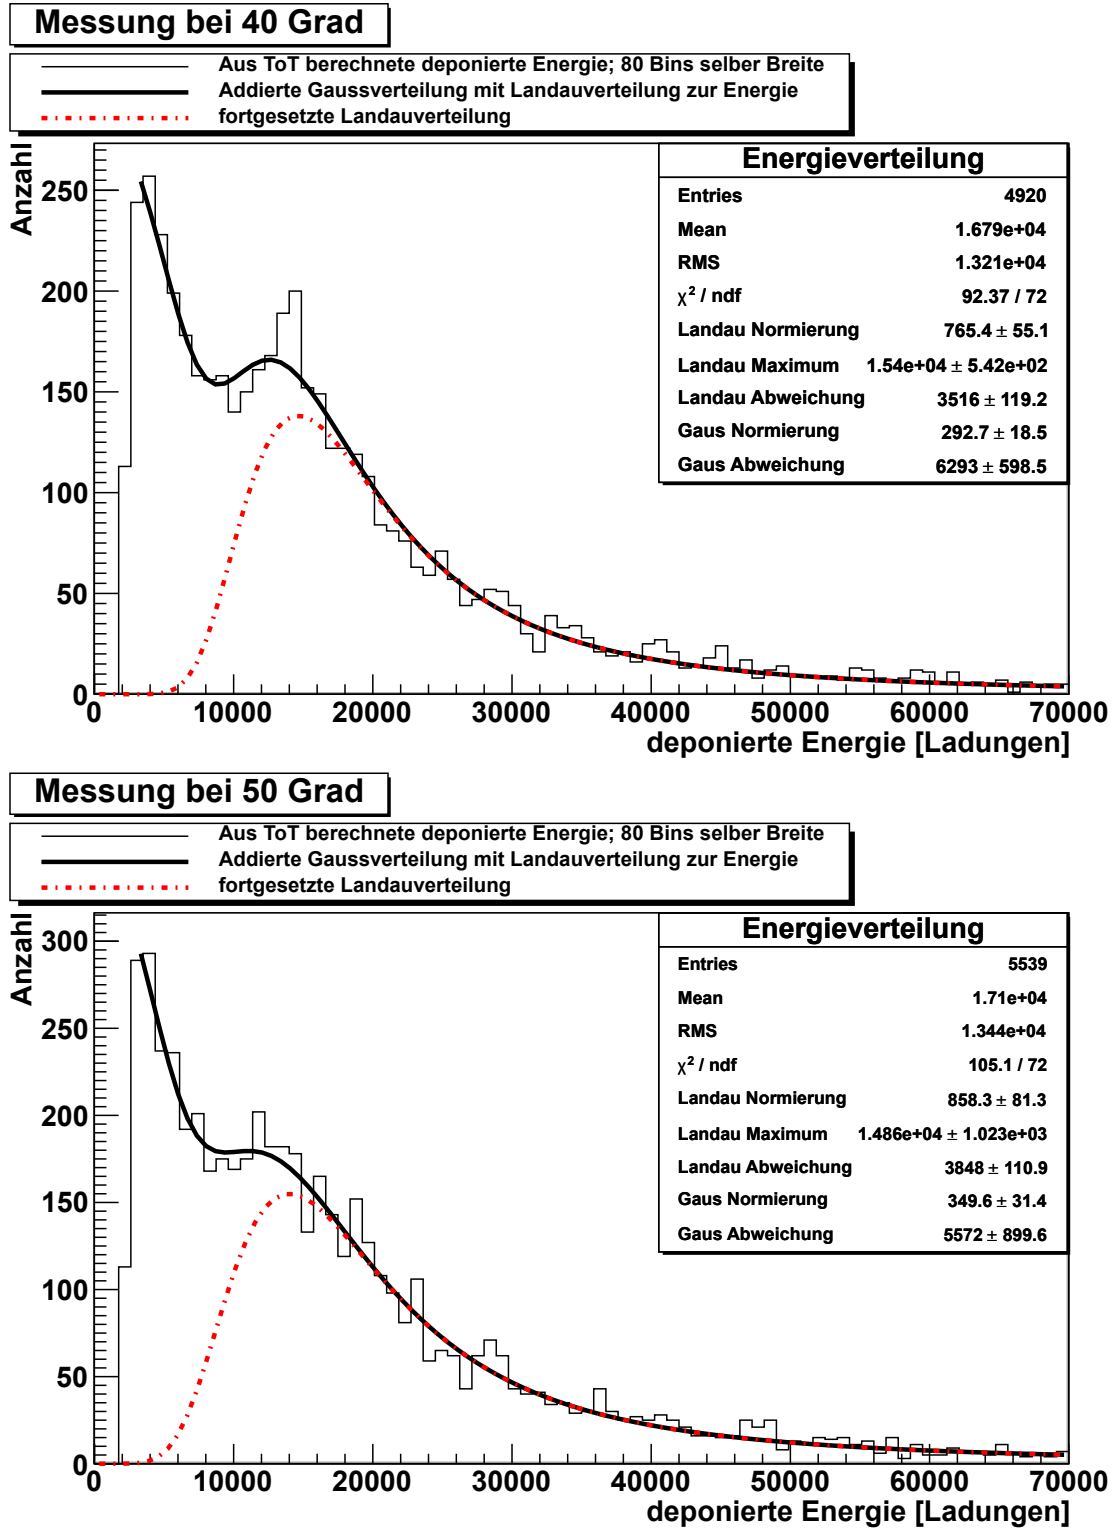 Messung bei 40 Grad
Aus ToT berechnete deponierte Energie; 80 Bins selber Breite
Addierte Gaussverteilung mit Landauverteilung zur Energie
fortgesetzte Landauverteilung
Anzahl
250
200
150
100
50
0
Energieverteilung
Entries 4920
Mean 1.679e+04
RMS 1.321e+04
χ² / ndf 92.37 / 72
Landau Normierung 765.4 ± 55.1
Landau Maximum 1.54e+04 ± 5.42e+02
Landau Abweichung 3516 ± 119.2
Gaus Normierung 292.7 ± 18.5
Gaus Abweichung 6293 ± 598.5
0 10000 20000 30000 40000 50000 60000 70000
deponierte Energie [Ladungen]
Messung bei 50 Grad
Aus ToT berechnete deponierte Energie; 80 Bins selber Breite
Addierte Gaussverteilung mit Landauverteilung zur Energie
fortgesetzte Landauverteilung
Anzahl
300
250
200
150
100
50
0
Energieverteilung
Entries 5539
Mean 1.71e+04
RMS 1.344e+04
χ² / ndf 105.1 / 72
Landau Normierung 858.3 ± 81.3
Landau Maximum 1.486e+04 ± 1.023e+03
Landau Abweichung 3848 ± 110.9
Gaus Normierung 349.6 ± 31.4
Gaus Abweichung 5572 ± 899.6
0 10000 20000 30000 40000 50000 60000 70000
deponierte Energie [Ladungen]